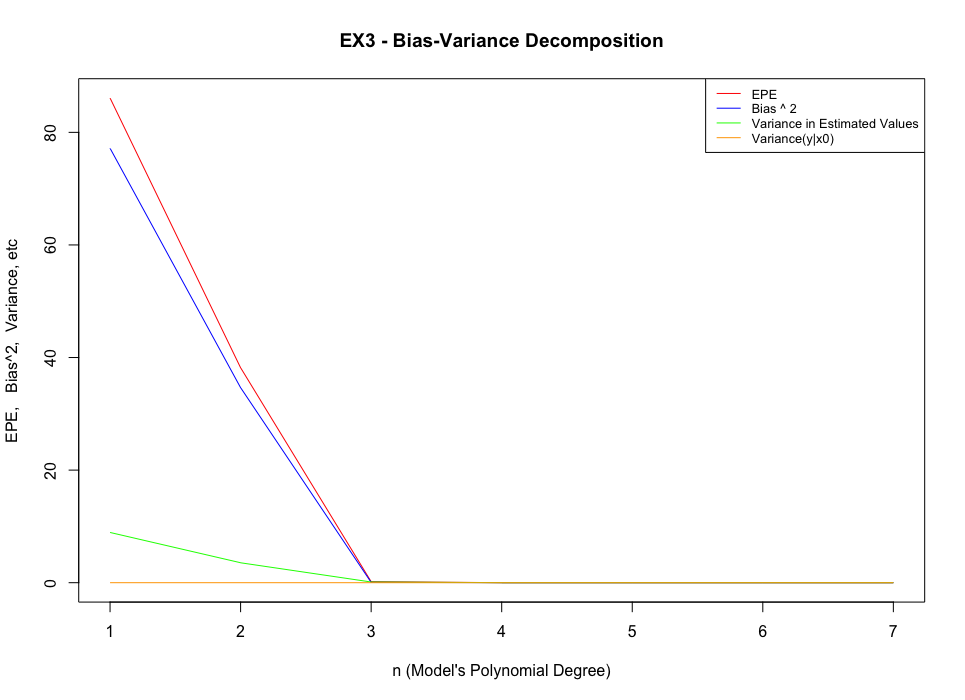 EX3 - Bias-Variance Decomposition
EPE
Bias ^ 2
Variance in Estimated Values
Variance(y|x0)
EPE,   Bias^2,  Variance, etc
80
60
40
20
0
1 2 3 4 5 6 7
n (Model's Polynomial Degree)